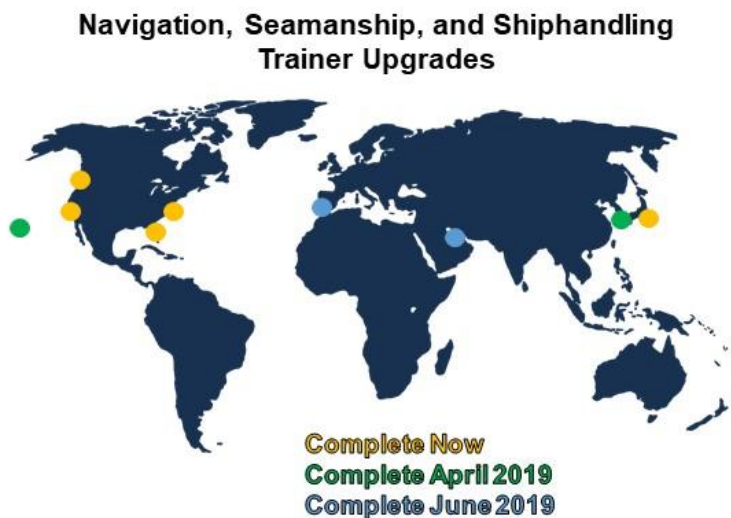 Navigation, Seamanship, and Shiphandling
Trainer Upgrades
Complete Now
Complete April 2019
Complete June 2019